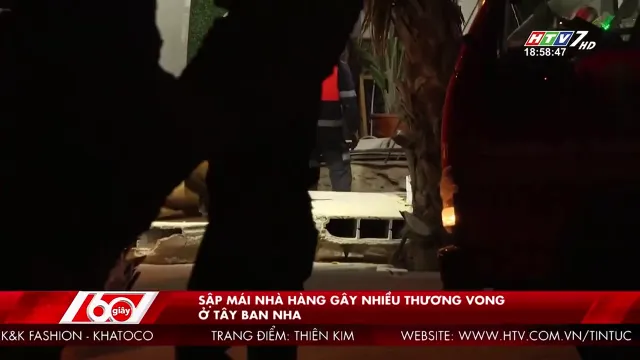 HTV7 HD
18:58:47
60 giây
SẬP MÁI NHÀ HÀNG GÂY NHIỀU THƯƠNG VONG
Ở TÂY BAN NHA
K&K FASHION - KHATOCO TRANG ĐIỂM: THIÊN KIM WEBSITE: WWW.HTV.COM.VN/TINTUC